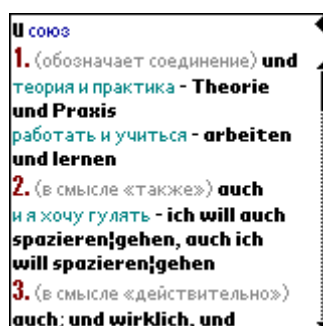 и союз
1. (обозначает соединение) und
теория и практика - Theorie
und Praxis
работать и учиться - arbeiten
und lernen
2. (в смысле «также») auch
и я хочу гулять - ich will auch
spazieren¦gehen, auch ich
will spazieren¦gehen
3. (в смысле «действительно»)
auch; und wirklich, und